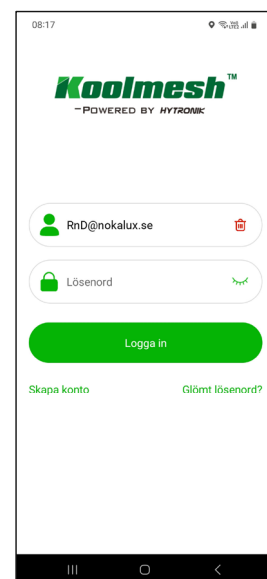 08:17
Koolmesh™
-POWERED BY HYTRONIK
RnD@nokalux.se
Lösenord
Logga in
Skapa konto Glömt lösenord?